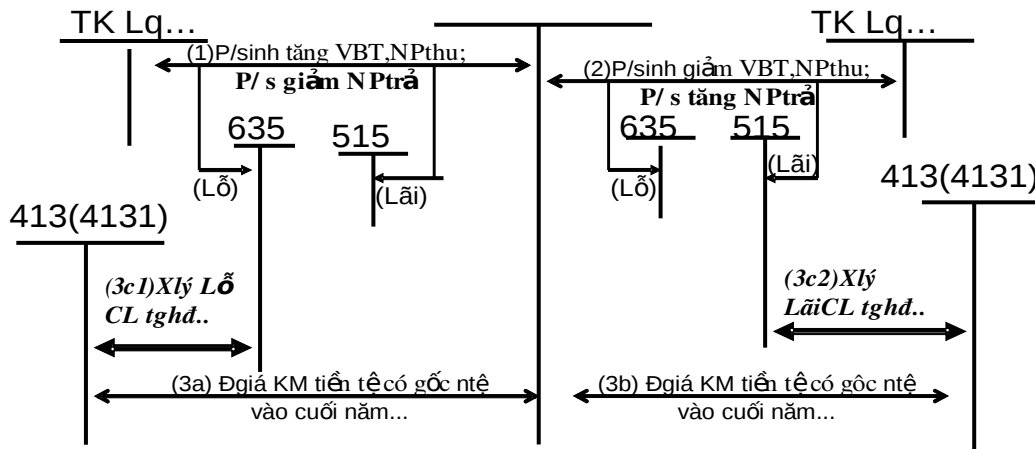 TK Lq...
TK Lq...
(1)P/sinh tăng VBT,NPthu;
P/ s giảm NPtrả
(2)P/sinh giảm VBT,NPthu;
P/ s tăng NPtrả
635
515
635
515
(Lỗ)
(Lãi)
(Lỗ)
(Lãi)
413(4131)
413(4131)
(3c1)Xlý Lỗ
CL tghđ..
(3c2)Xlý
LãiCL tghđ..
(3a) Đgiá KM tiền tệ có gốc ntệ
vào cuối năm...
(3b) Đgiá KM tiền tệ có gôc ntệ
vào cuối năm...